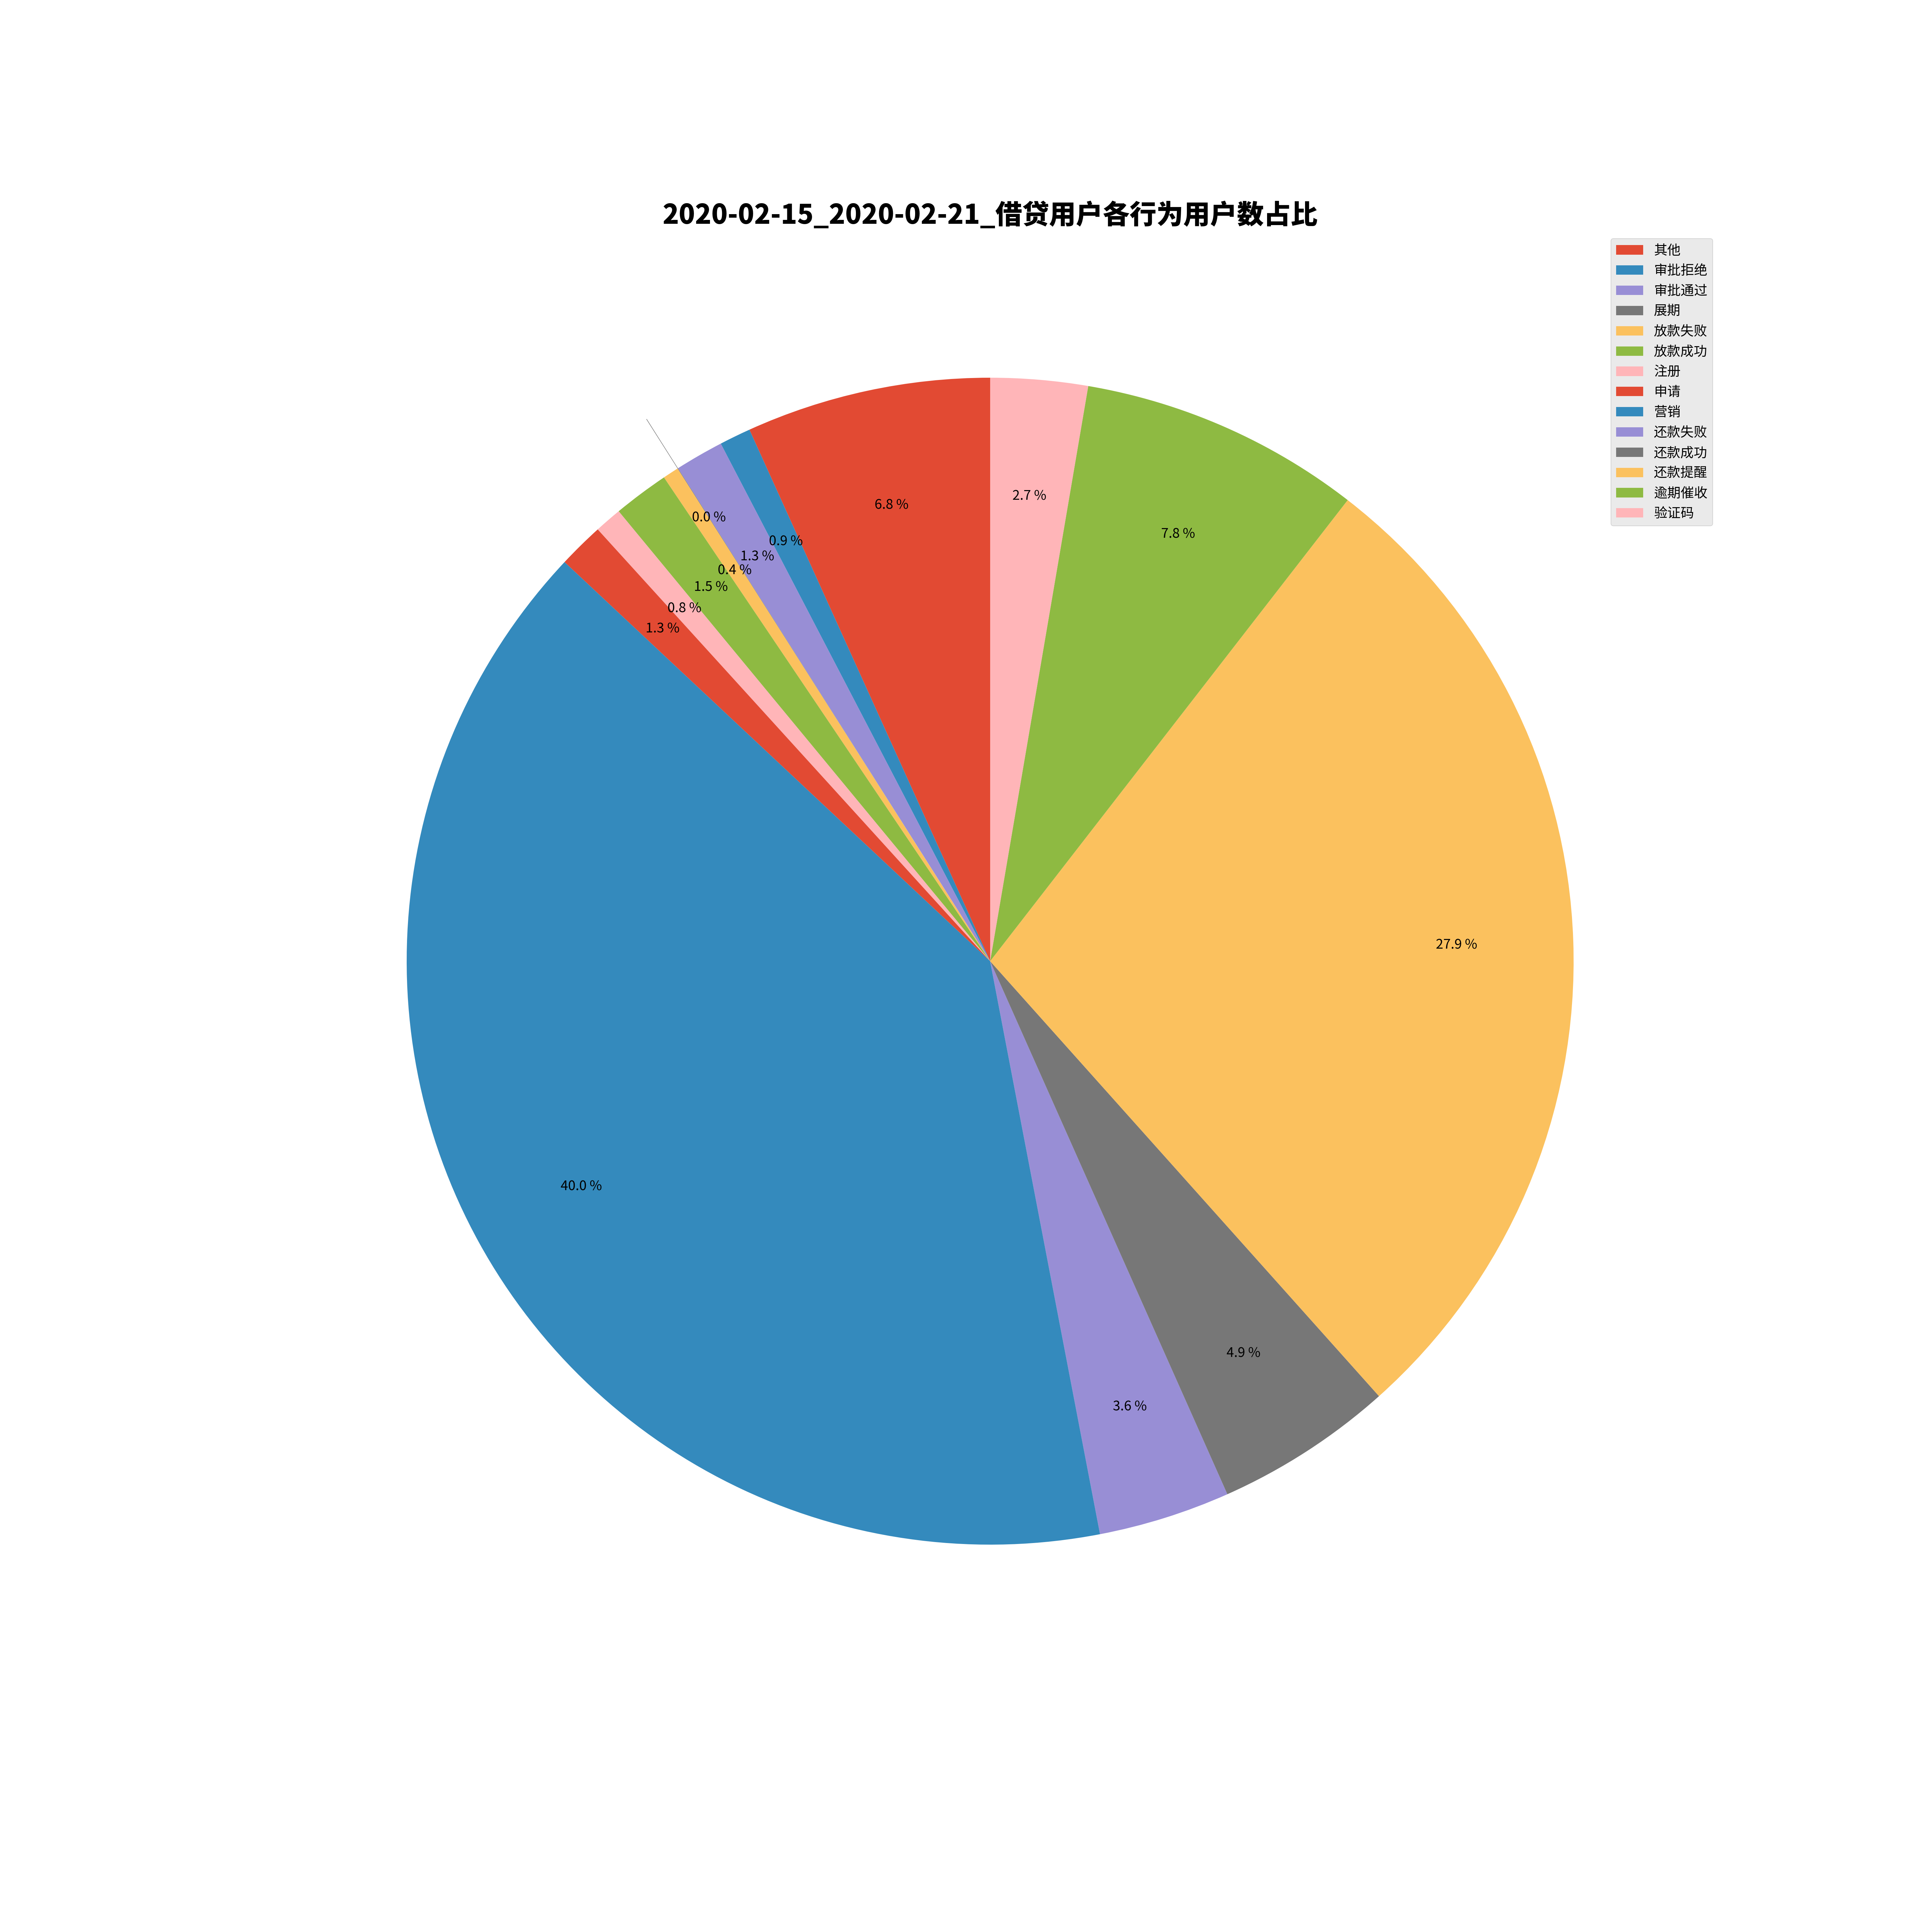 2020-02-15_2020-02-21_借贷用户各行为用户数占比
其他
审批拒绝
审批通过
展期
放款失败
放款成功
注册
申请
营销
还款失败
还款成功
还款提醒
逾期催收
验证码
2.7 %
6.8 %
0.0 %
7.8 %
0.9 %
1.3 %
0.4 %
1.5 %
0.8 %
1.3 %
27.9 %
40.0 %
4.9 %
3.6 %